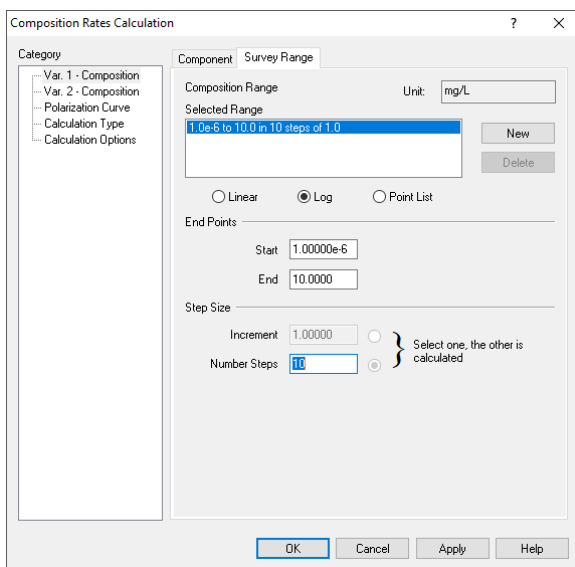 Composition Rates Calculation
?
Category
Var. 1 - Composition
Var. 2 - Composition
Polarization Curve
Calculation Type
Calculation Options
Component
Survey Range
Composition Range
Unit: mg/L
Selected Range
1.0e-6 to 10.0 in 10 steps of 1.0
New
Delete
Linear
Log
Point List
End Points
Start 1.00000e-6
End 10.0000
Step Size
Increment 1.00000
Number Steps 10
Select one, the other is
calculated
OK
Cancel
Apply
Help